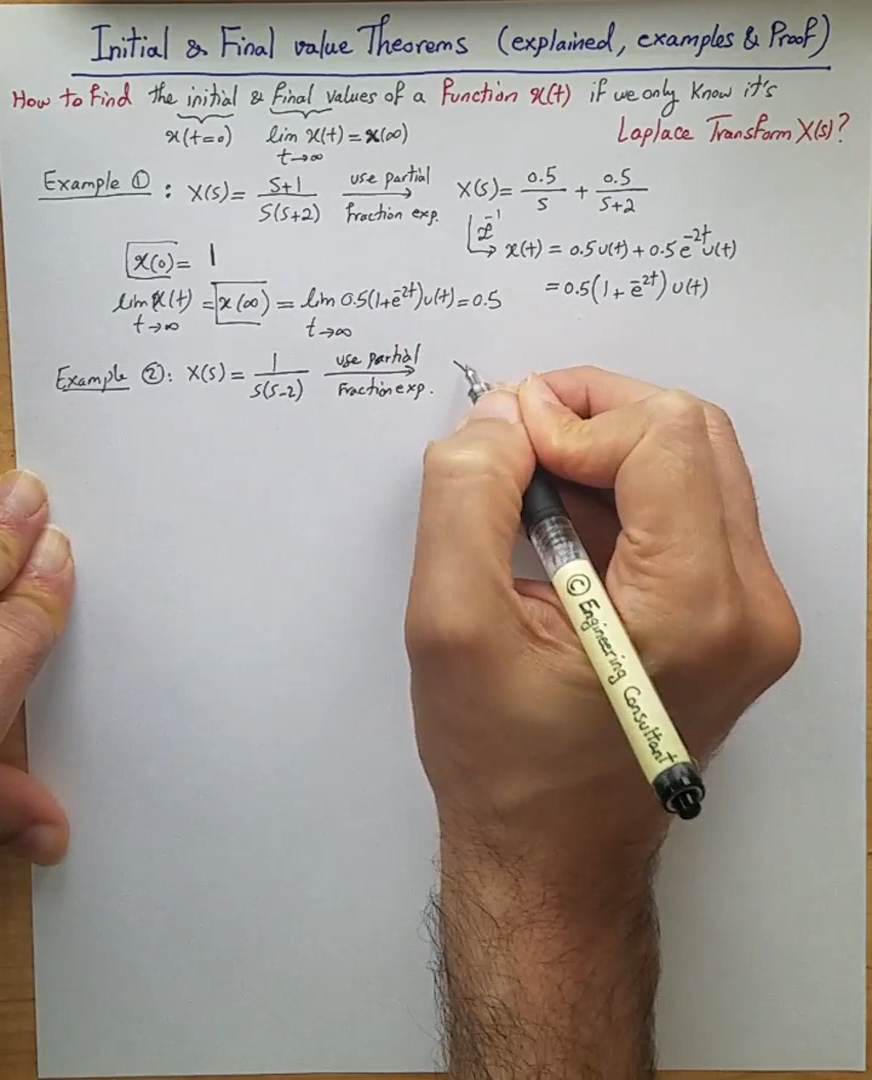 Initial & Final value Theorems (explained, examples & Proof)
How to find the initial & final values of a function x(t) if we only know it's
x(t=0) lim x(t) = x(∞) Laplace Transform X(s)?
t→∞
Example ① : X(s) = S+1 / S(S+2) use partial fraction exp. → X(s) = 0.5/S + 0.5/S+2
ℒ⁻¹ → x(t) = 0.5 u(t) + 0.5 e^-2t u(t)
= 0.5(1 + e^-2t) u(t)
x(0) = 1
lim x(t) = x(∞) = lim 0.5(1+e^-2t)u(t) = 0.5
t→∞ t→∞
Example ②: X(s) = 1 / S(S-2) use partial Fraction exp. →
© Engineering Consultant